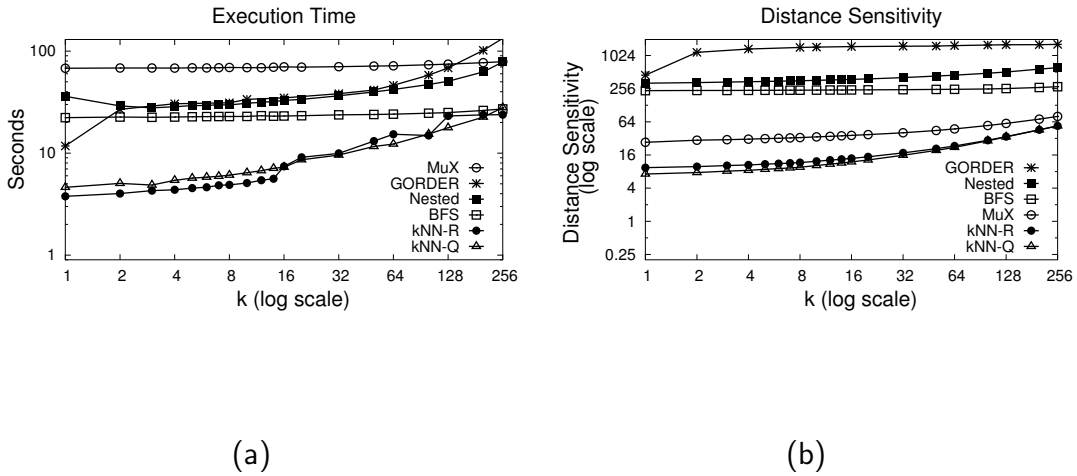 Execution Time
Seconds
100
10
1
MuX
GORDER
Nested
BFS
kNN-R
kNN-Q
1 2 4 8 16 32 64 128 256
k (log scale)
(a)
Distance Sensitivity
Distance Sensitivity
(log scale)
1024
256
64
16
4
1
0.25
GORDER
Nested
BFS
MuX
kNN-R
kNN-Q
1 2 4 8 16 32 64 128 256
k (log scale)
(b)